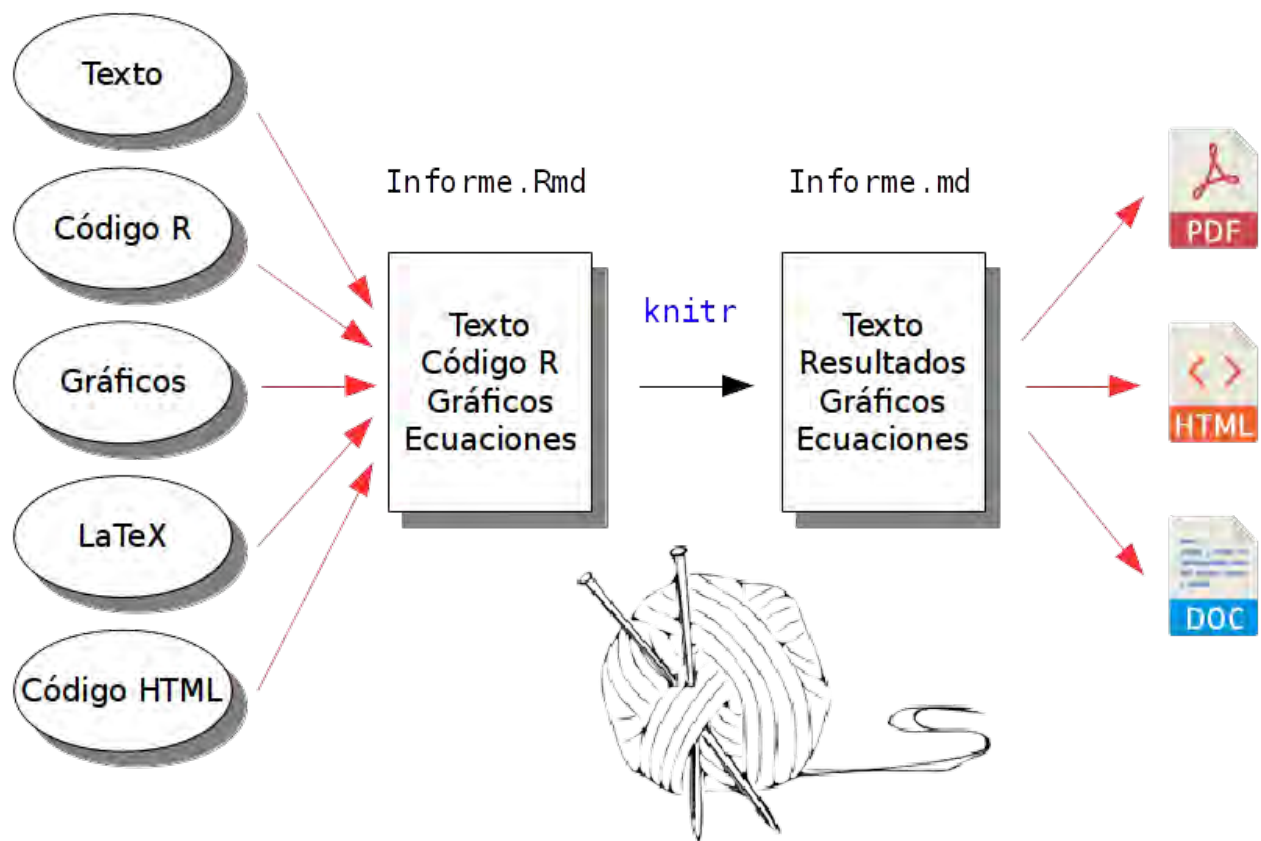 Texto
Código R
Gráficos
LaTeX
Código HTML
Informe.Rmd
Texto
Código R
Gráficos
Ecuaciones
knitr
Informe.md
Texto
Resultados
Gráficos
Ecuaciones
PDF
HTML
DOC